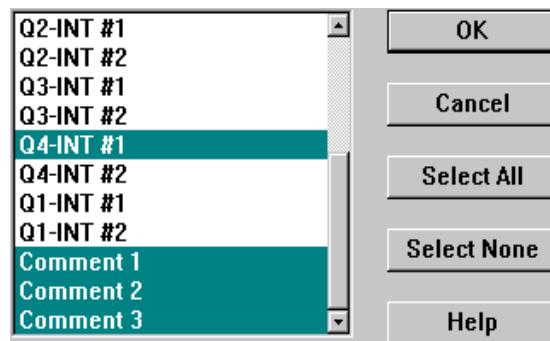 Q2-INT #1
Q2-INT #2
Q3-INT #1
Q3-INT #2
Q4-INT #1
Q4-INT #2
Q1-INT #1
Q1-INT #2
Comment 1
Comment 2
Comment 3
OK
Cancel
Select All
Select None
Help